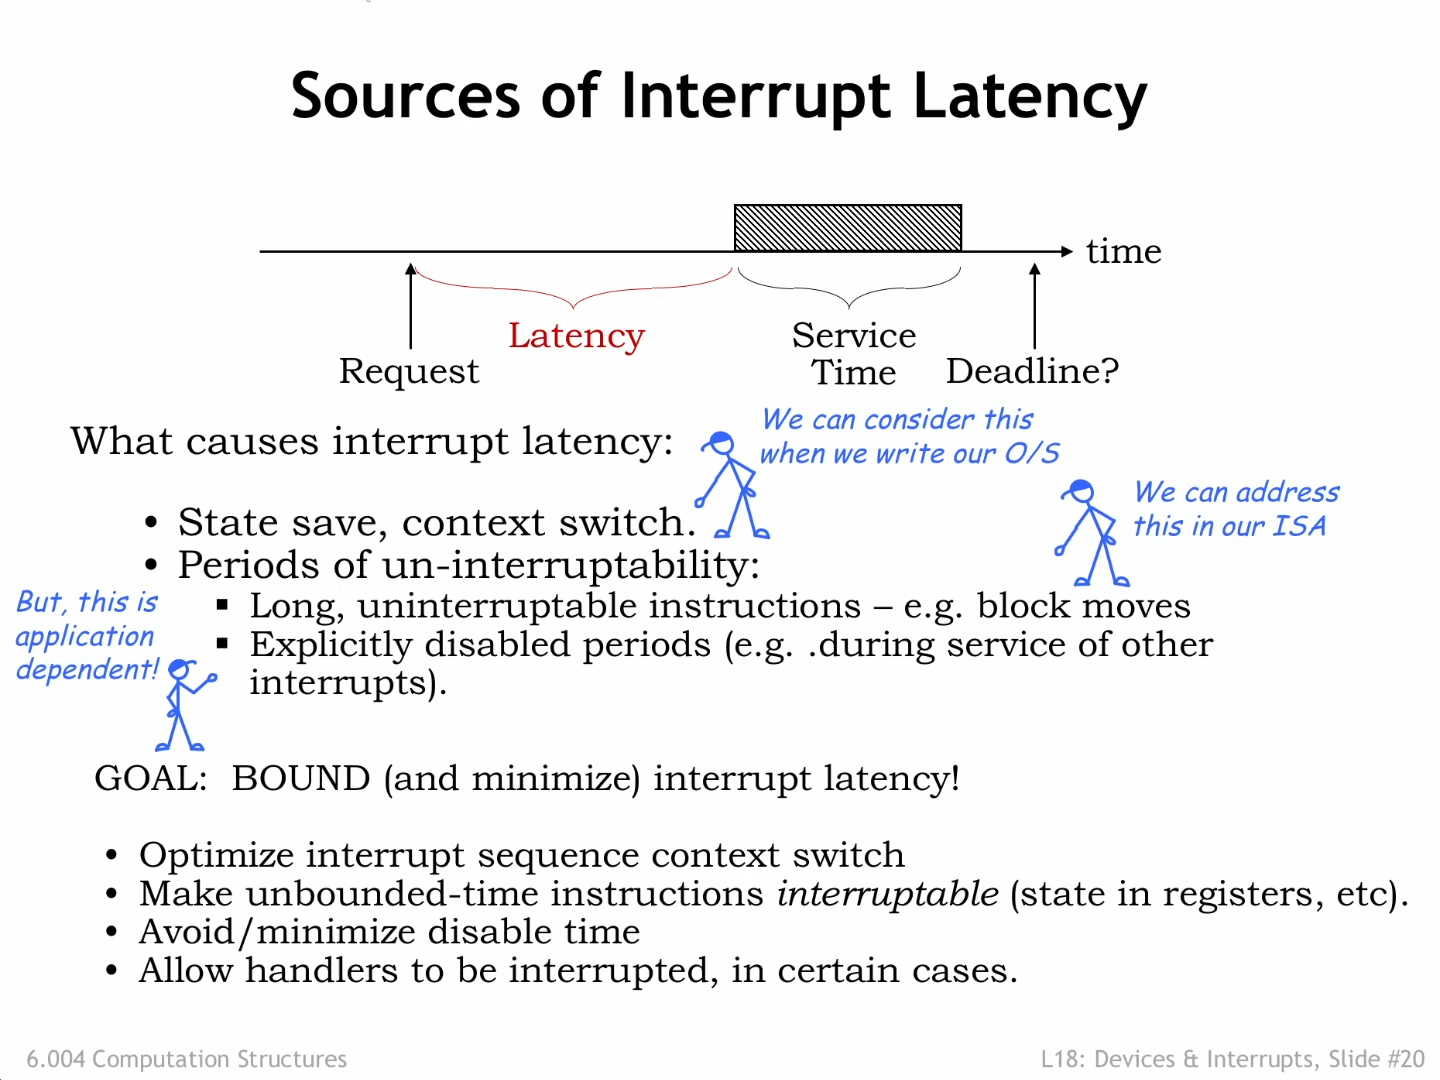 Sources of Interrupt Latency
time
Latency
Service
Time
Request
Deadline?
What causes interrupt latency:
We can consider this
when we write our O/S
We can address
this in our ISA
• State save, context switch.
• Periods of un-interruptability:
But, this is
application
dependent!
▪ Long, uninterruptable instructions – e.g. block moves
▪ Explicitly disabled periods (e.g. .during service of other
interrupts).
GOAL: BOUND (and minimize) interrupt latency!
• Optimize interrupt sequence context switch
• Make unbounded-time instructions interruptable (state in registers, etc).
• Avoid/minimize disable time
• Allow handlers to be interrupted, in certain cases.
6.004 Computation Structures
L18: Devices & Interrupts, Slide #20